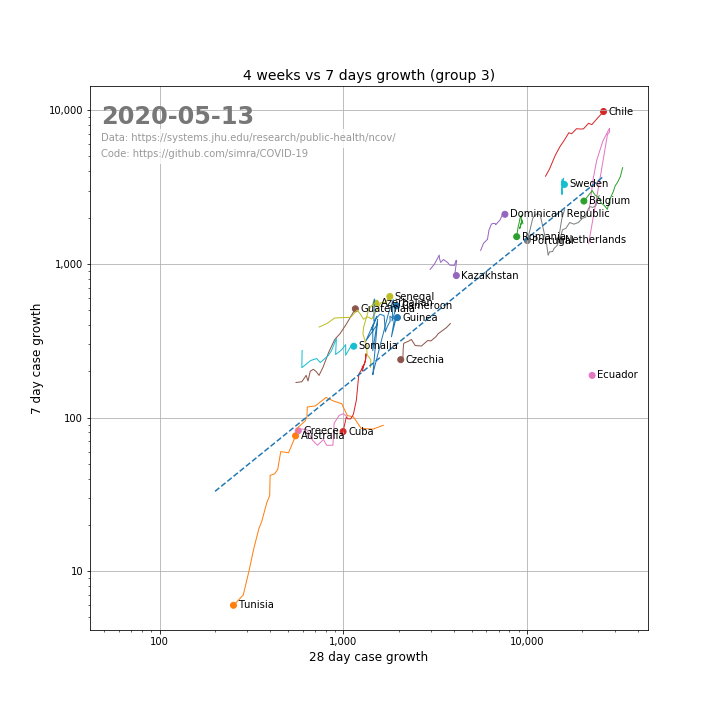 4 weeks vs 7 days growth (group 3)
2020-05-13
Data: https://systems.jhu.edu/research/public-health/ncov/
Code: https://github.com/simra/COVID-19
10,000
1,000
100
10
7 day case growth
Chile
Sweden
Belgium
Dominican Republic
Romania
Portugal
Netherlands
Kazakhstan
Senegal
Azerbaijan
Cameroon
Guatemala
Guinea
Somalia
Czechia
Ecuador
Greece
Australia
Cuba
Tunisia
100
1,000
10,000
28 day case growth